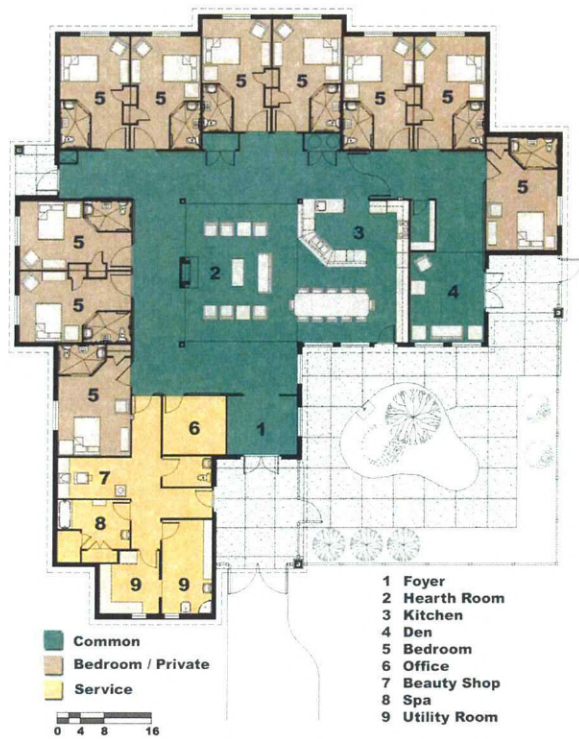 5 5 5 5 5 5
5
5
3
2
4
5
5
6
1
7
8
9 9
1 Foyer
2 Hearth Room
3 Kitchen
4 Den
5 Bedroom
6 Office
7 Beauty Shop
8 Spa
9 Utility Room
Common
Bedroom / Private
Service
0 4 8 16